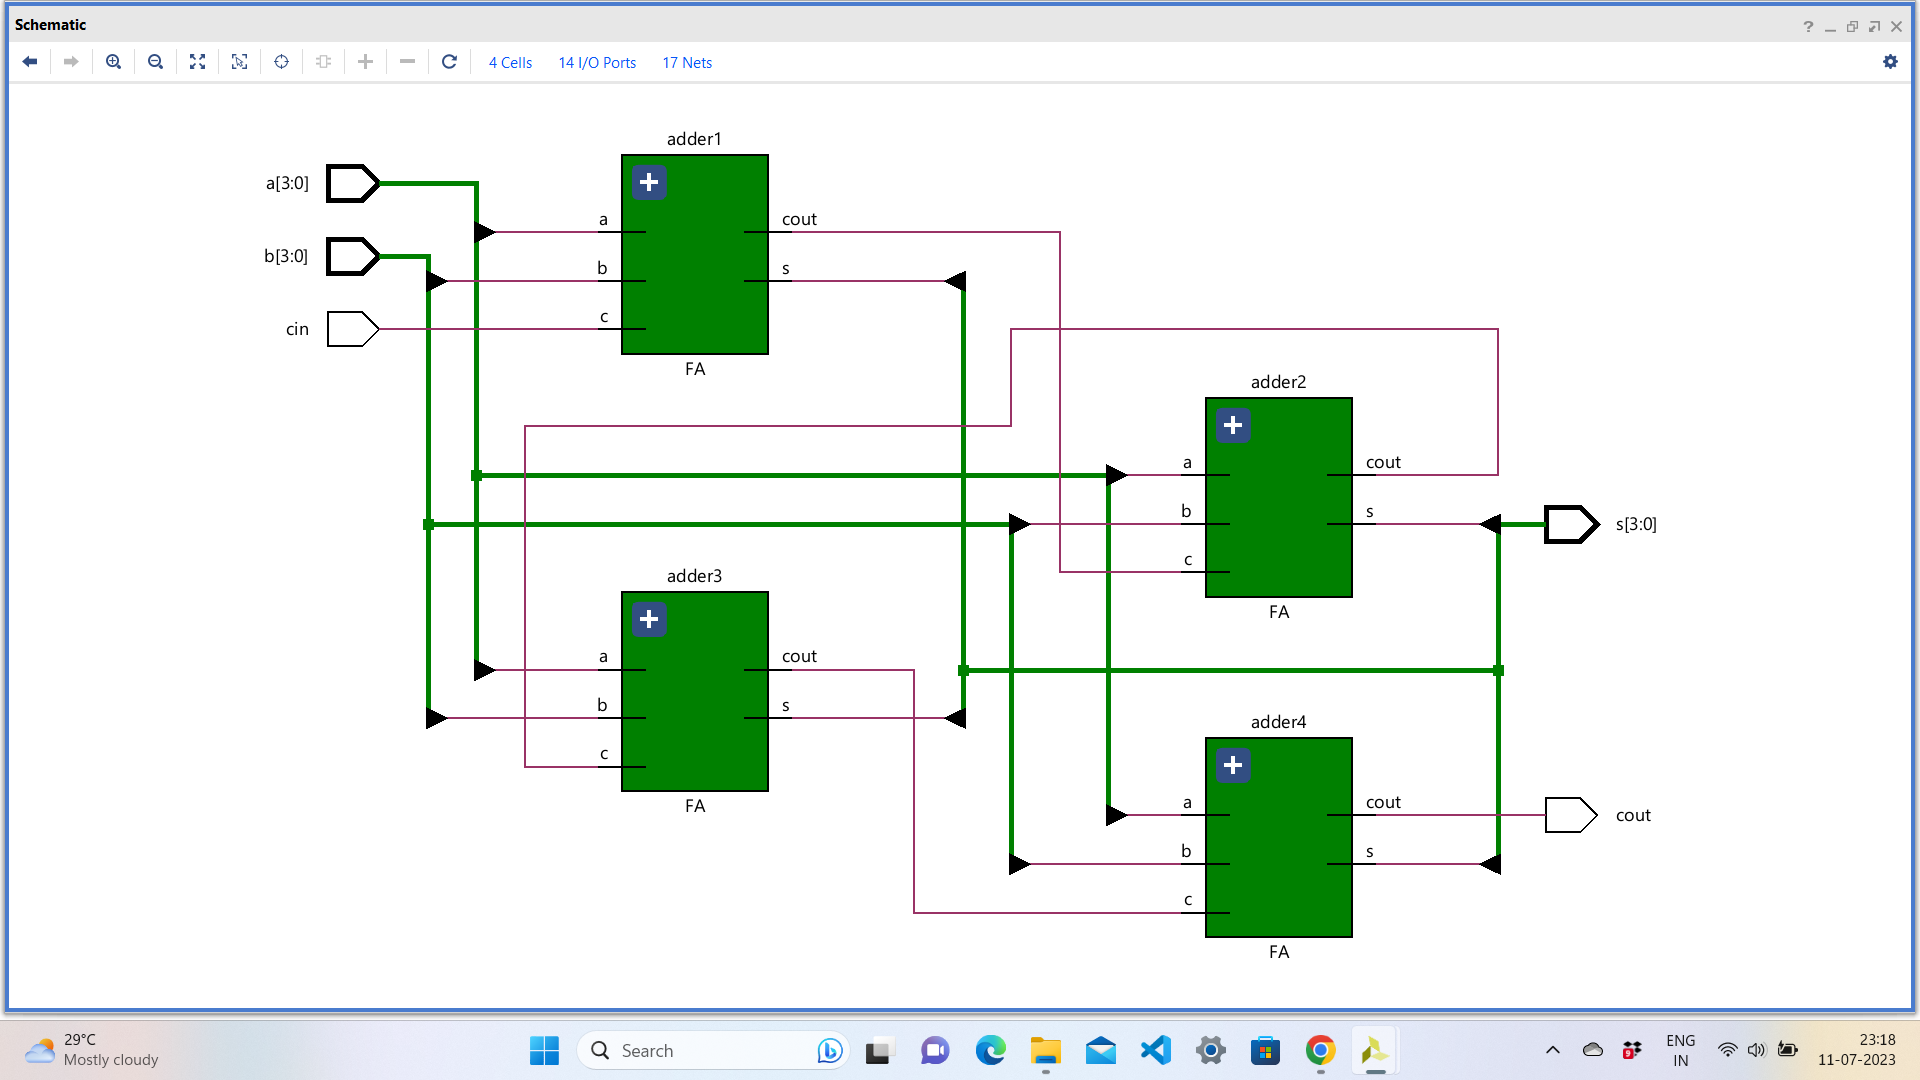 Schematic
4 Cells 14 I/O Ports 17 Nets
adder1
a[3:0]
a cout
b[3:0]
b s
cin
c
FA
adder2
a cout
b s
s[3:0]
c
FA
adder3
a cout
b s
c
FA
adder4
a cout
cout
b s
c
FA
29°C
Mostly cloudy
Search
9
ENG
IN
23:18
11-07-2023